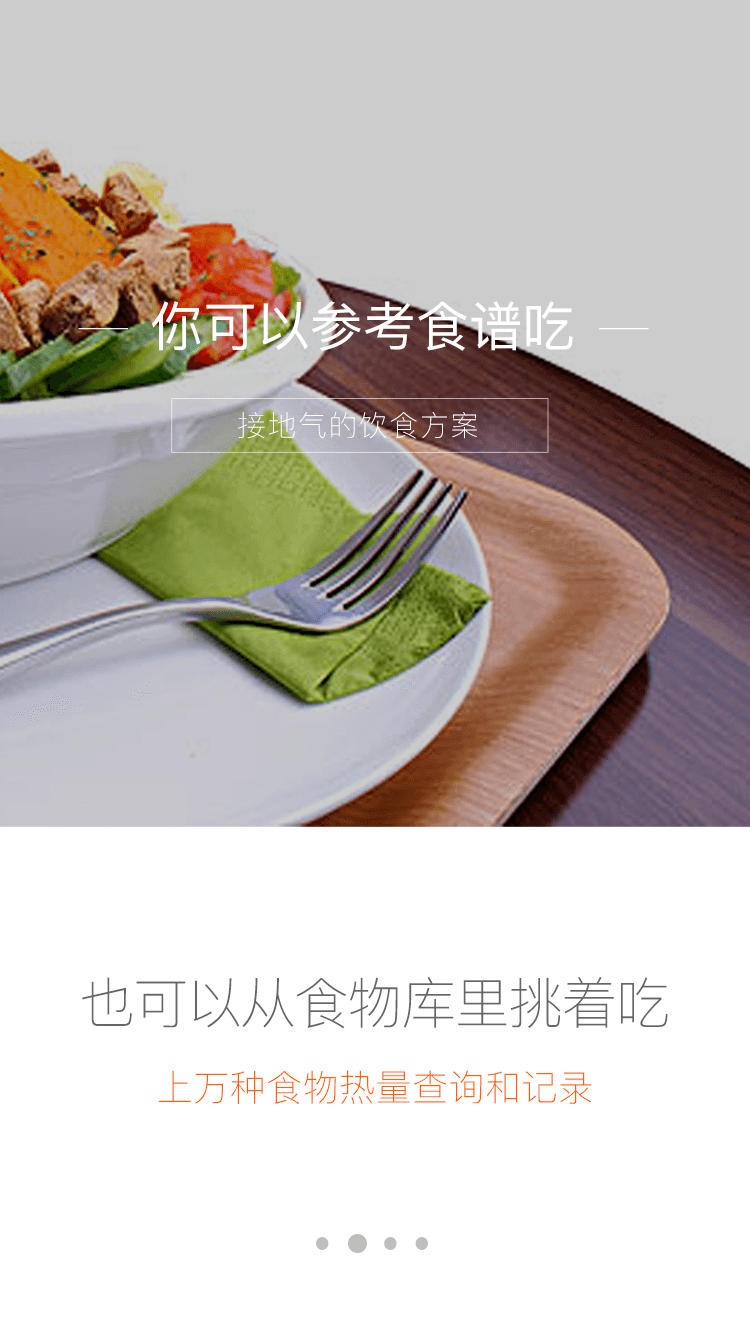 你可以参考食谱吃
接地气的饮食方案
也可以从食物库里挑着吃
上万种食物热量查询和记录